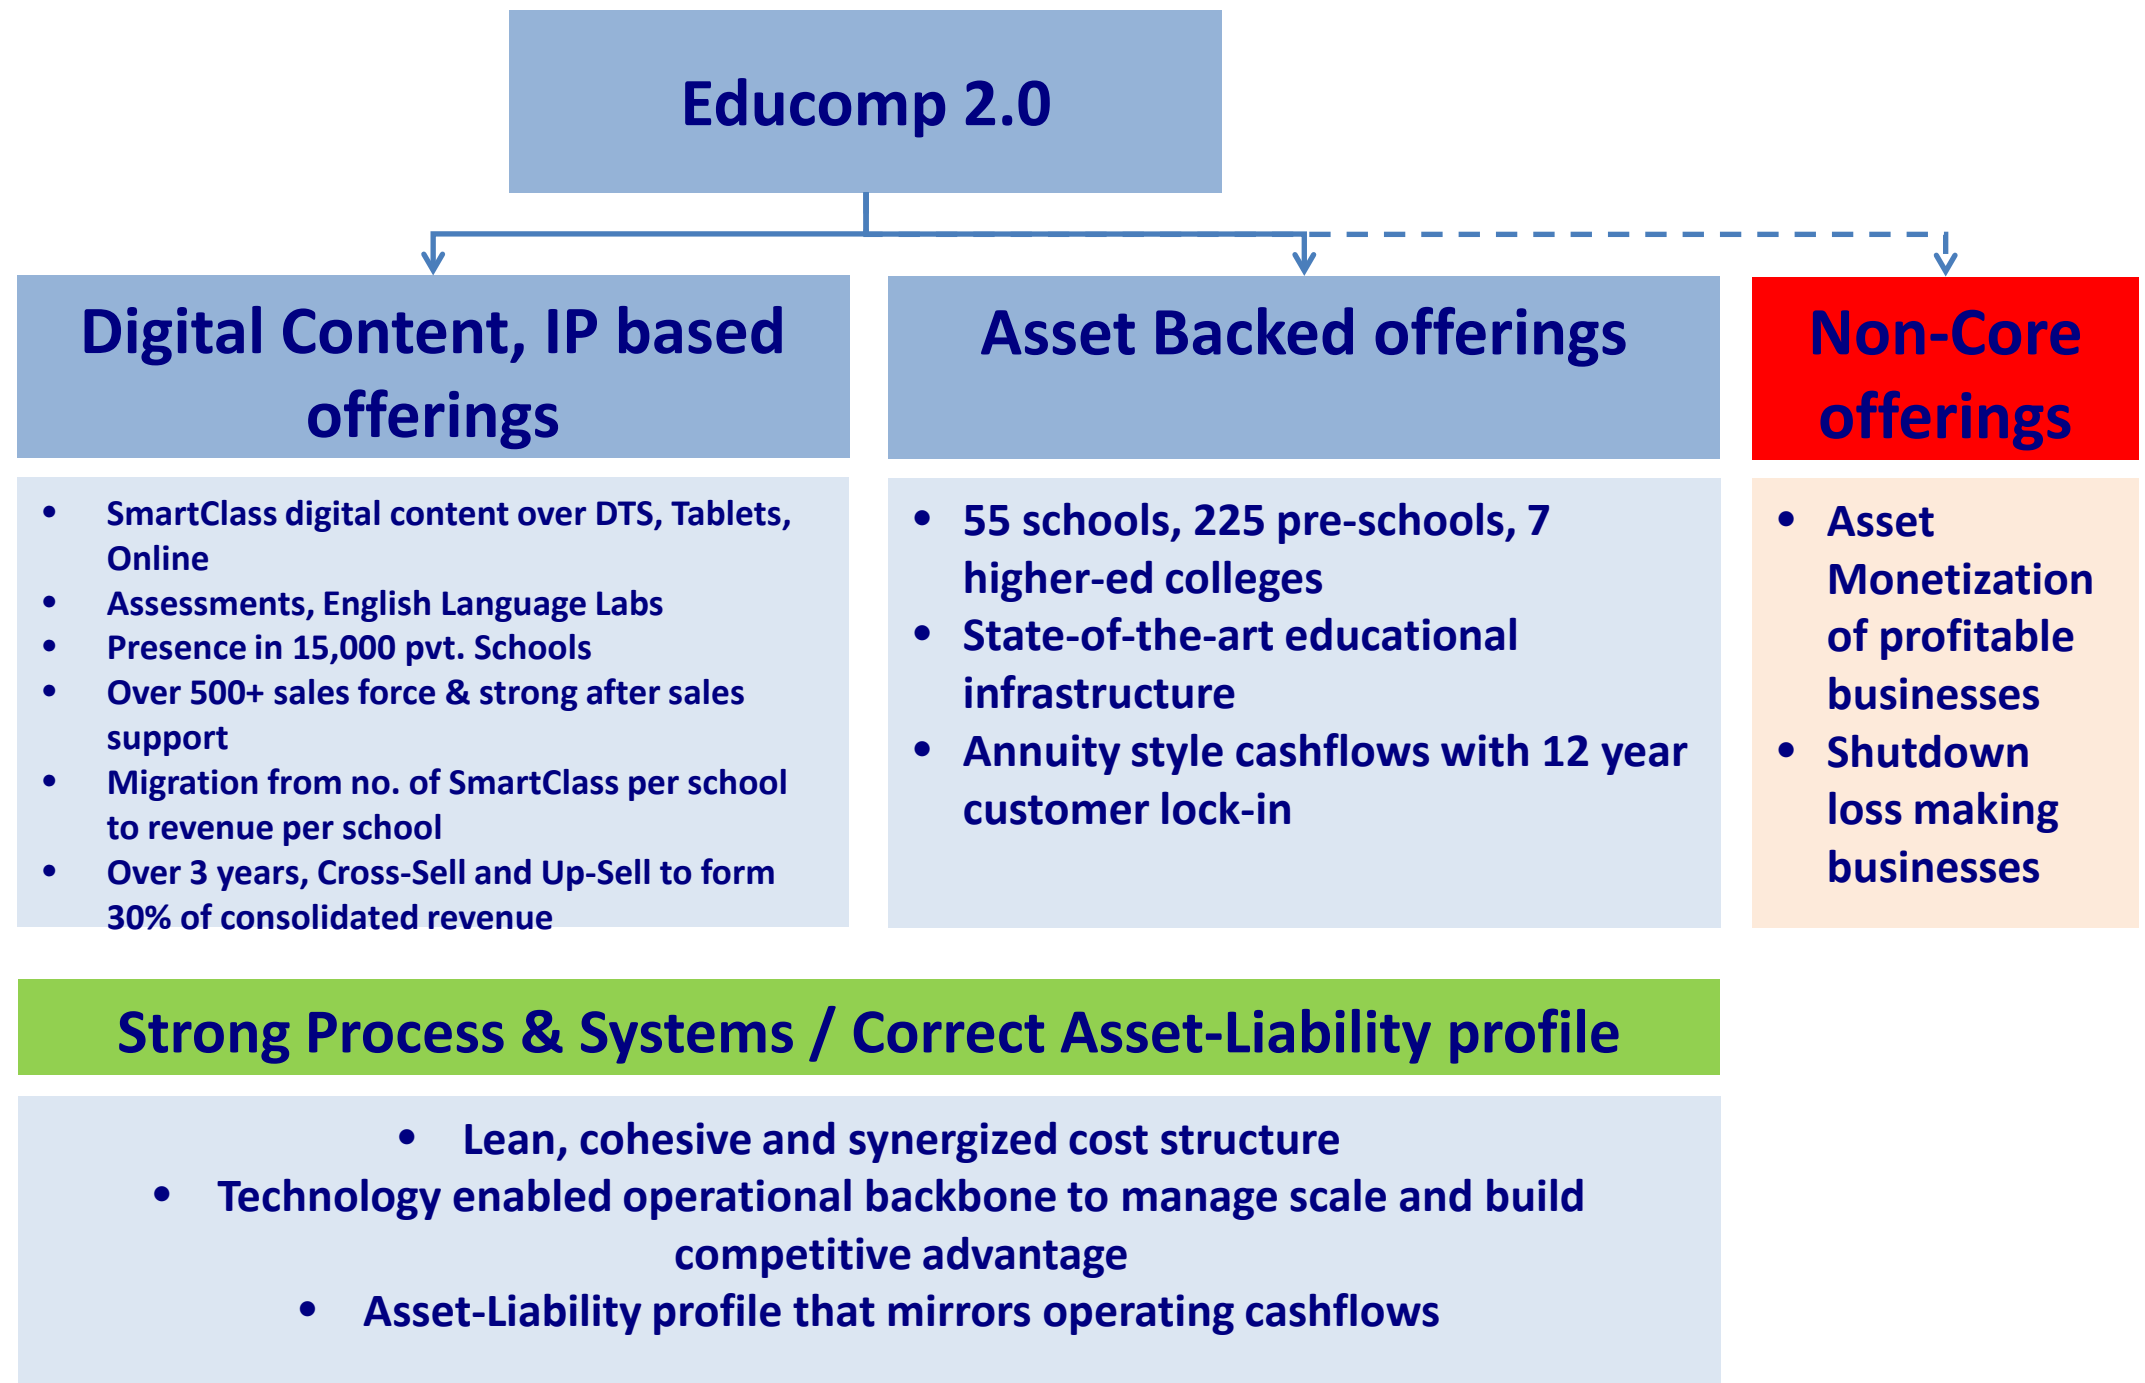 Educomp 2.0
Digital Content, IP based
offerings
• SmartClass digital content over DTS, Tablets,
Online
• Assessments, English Language Labs
• Presence in 15,000 pvt. Schools
• Over 500+ sales force & strong after sales
support
• Migration from no. of SmartClass per school
to revenue per school
• Over 3 years, Cross-Sell and Up-Sell to form
30% of consolidated revenue
Asset Backed offerings
• 55 schools, 225 pre-schools, 7
higher-ed colleges
• State-of-the-art educational
infrastructure
• Annuity style cashflows with 12 year
customer lock-in
Non-Core
offerings
• Asset
Monetization
of profitable
businesses
• Shutdown
loss making
businesses
Strong Process & Systems / Correct Asset-Liability profile
• Lean, cohesive and synergized cost structure
• Technology enabled operational backbone to manage scale and build
competitive advantage
• Asset-Liability profile that mirrors operating cashflows